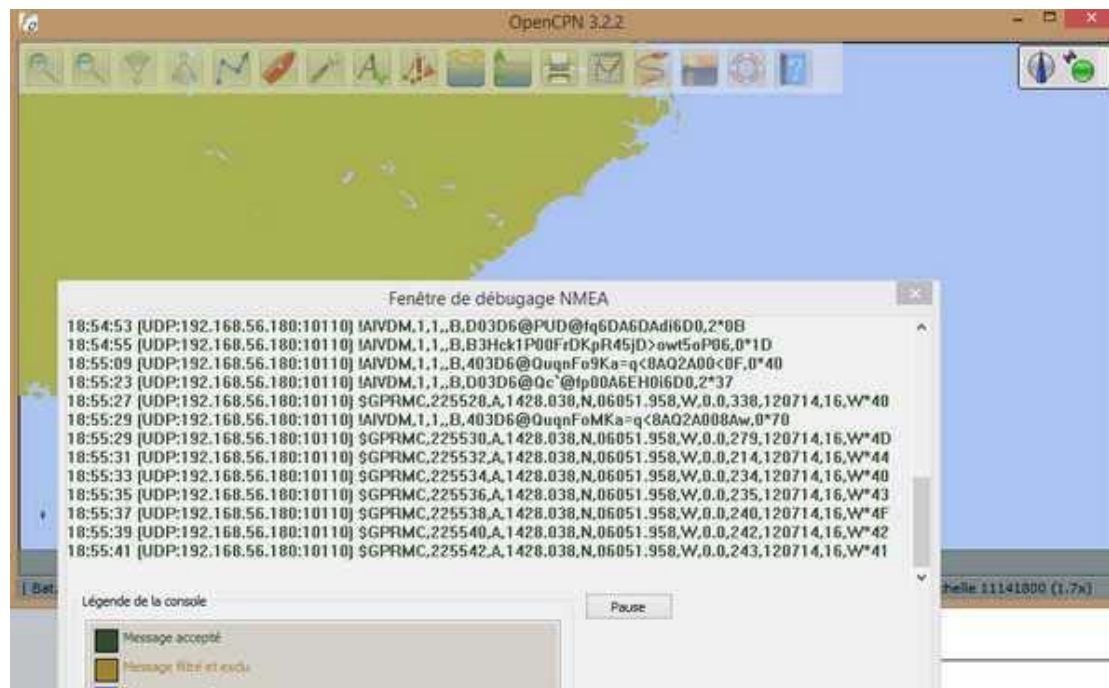 OpenCPN 3.2.2
Fenêtre de débugage NMEA
18:54:53 (UDP:192.168.56.180:10110) !AIVDM,1,1,,B,D03D6@PUD@fq6DA6DAdi6D0,2*0B
18:54:55 (UDP:192.168.56.180:10110) !AIVDM,1,1,,B,B3Hck1P00FrDKpR45jD>owt5oP06,0*1D
18:55:09 (UDP:192.168.56.180:10110) !AIVDM,1,1,,B,403D6@QuqnFo9Ka=q<8AQ2A00<0F,0*40
18:55:23 (UDP:192.168.56.180:10110) !AIVDM,1,1,,B,D03D6@Qc`@fp00A6EH0i6D0,2*37
18:55:27 (UDP:192.168.56.180:10110) $GPRMC,225528,A,1428.038,N,06051.958,W,0.0,338,120714,16,W*40
18:55:29 (UDP:192.168.56.180:10110) !AIVDM,1,1,,B,403D6@QuqnFoMKa=q<8AQ2A008Aw,0*70
18:55:29 (UDP:192.168.56.180:10110) $GPRMC,225530,A,1428.038,N,06051.958,W,0.0,279,120714,16,W*4D
18:55:31 (UDP:192.168.56.180:10110) $GPRMC,225532,A,1428.038,N,06051.958,W,0.0,214,120714,16,W*44
18:55:33 (UDP:192.168.56.180:10110) $GPRMC,225534,A,1428.038,N,06051.958,W,0.0,234,120714,16,W*40
18:55:35 (UDP:192.168.56.180:10110) $GPRMC,225536,A,1428.038,N,06051.958,W,0.0,235,120714,16,W*43
18:55:37 (UDP:192.168.56.180:10110) $GPRMC,225538,A,1428.038,N,06051.958,W,0.0,240,120714,16,W*4F
18:55:39 (UDP:192.168.56.180:10110) $GPRMC,225540,A,1428.038,N,06051.958,W,0.0,242,120714,16,W*42
18:55:41 (UDP:192.168.56.180:10110) $GPRMC,225542,A,1428.038,N,06051.958,W,0.0,243,120714,16,W*41
[ Bat
helle 11141800 (1.7x)
Légende de la console
Pause
Message accepté
Message filtré et exclu